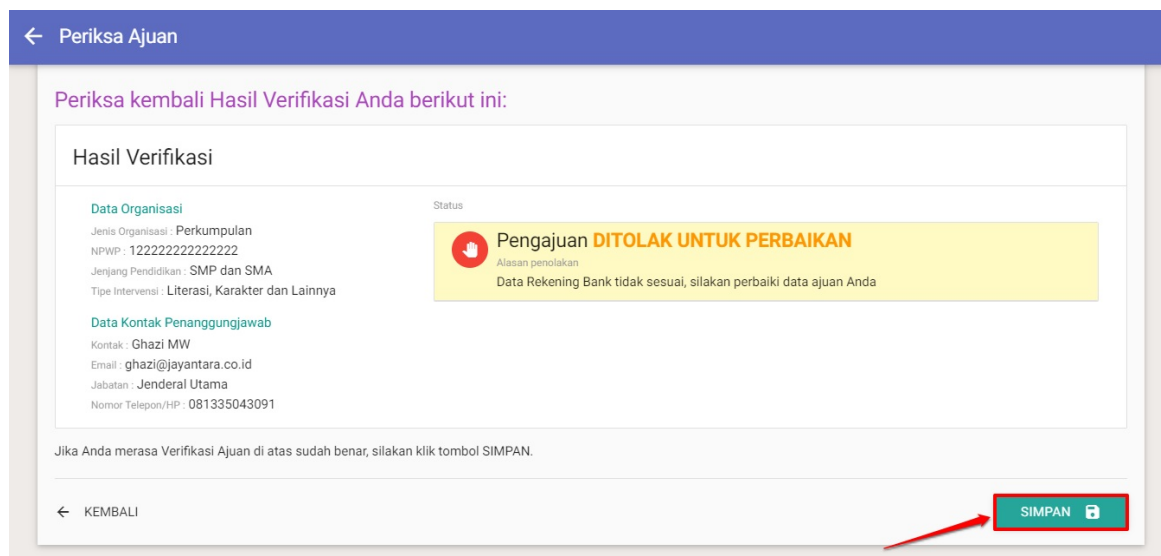 Periksa Ajuan
Periksa kembali Hasil Verifikasi Anda berikut ini:
Hasil Verifikasi
Data Organisasi
Jenis Organisasi : Perkumpulan
NPWP : 122222222222222
Jenjang Pendidikan : SMP dan SMA
Tipe Intervensi : Literasi, Karakter dan Lainnya
Data Kontak Penanggungjawab
Kontak : Ghazi MW
Email : ghazi@jayantara.co.id
Jabatan : Jenderal Utama
Nomor Telepon/HP : 081335043091
Status
Pengajuan DITOLAK UNTUK PERBAIKAN
Alasan penolakan
Data Rekening Bank tidak sesuai, silakan perbaiki data ajuan Anda
Jika Anda merasa Verifikasi Ajuan di atas sudah benar, silakan klik tombol SIMPAN.
KEMBALI
SIMPAN